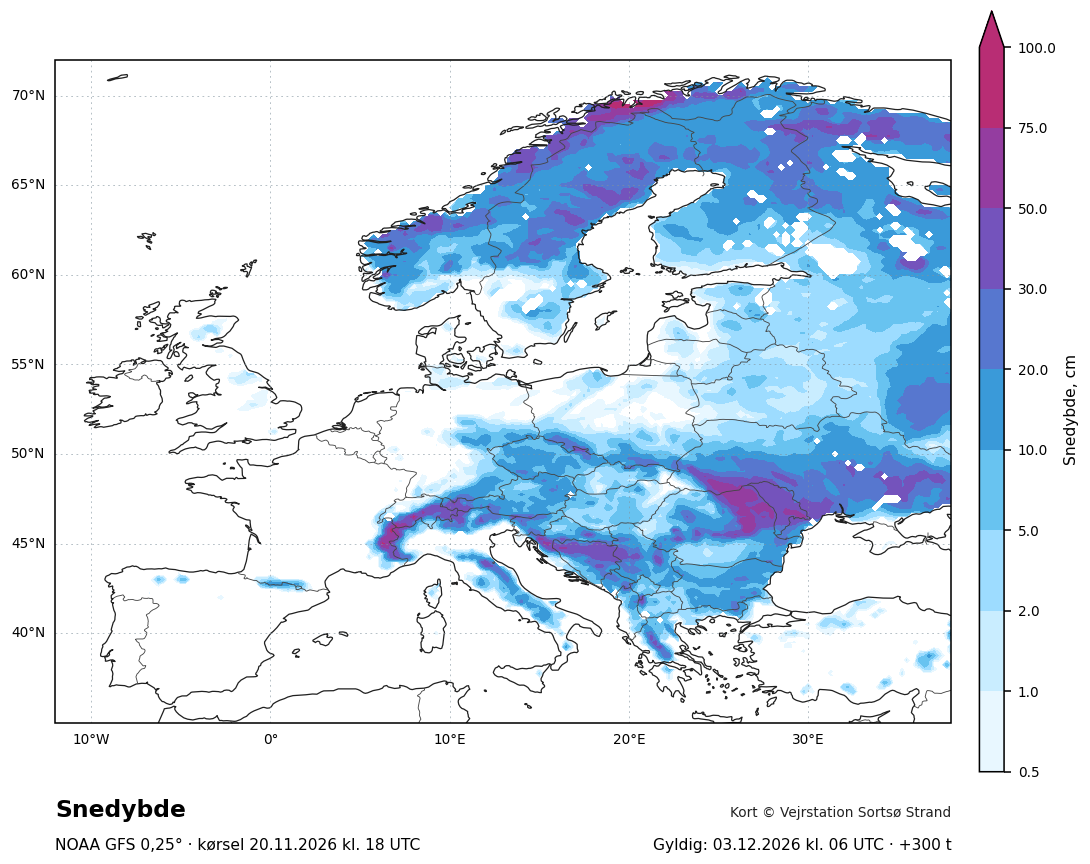 100.0
75.0
50.0
30.0
20.0
10.0
5.0
2.0
1.0
0.5
Snedybde, cm
70°N
65°N
60°N
55°N
50°N
45°N
40°N
10°W 0° 10°E 20°E 30°E
Snedybde
Kort © Vejrstation Sortsø Strand
NOAA GFS 0,25° · kørsel 20.11.2026 kl. 18 UTC
Gyldig: 03.12.2026 kl. 06 UTC · +300 t